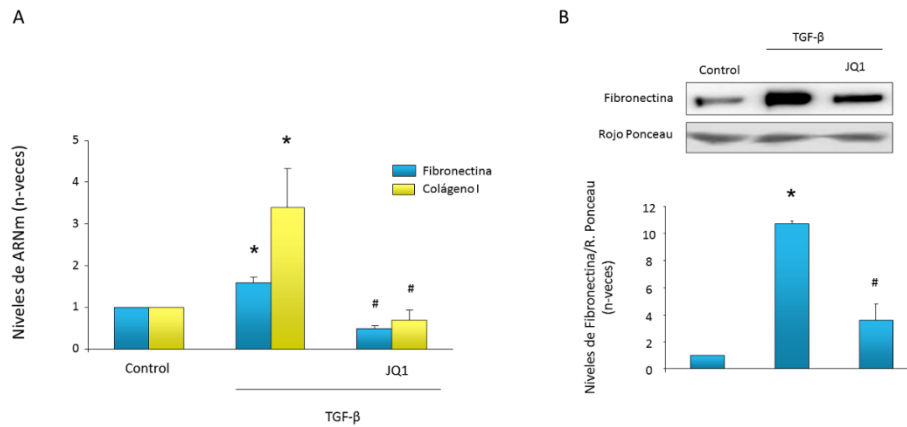 A
Niveles de ARNm (n-veces)
5
4
3
2
1
0
*
*
#
#
Fibronectina
Colágeno I
Control
JQ1
TGF-β
B
TGF-β
Control
JQ1
Fibronectina
Rojo Ponceau
Niveles de Fibronectina/R. Ponceau
(n-veces)
12
10
8
6
4
2
0
*
#